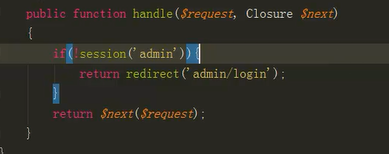 public function handle($request, Closure $next)
{
if(!session('admin')){
return redirect('admin/login');
}
return $next($request);
}
}